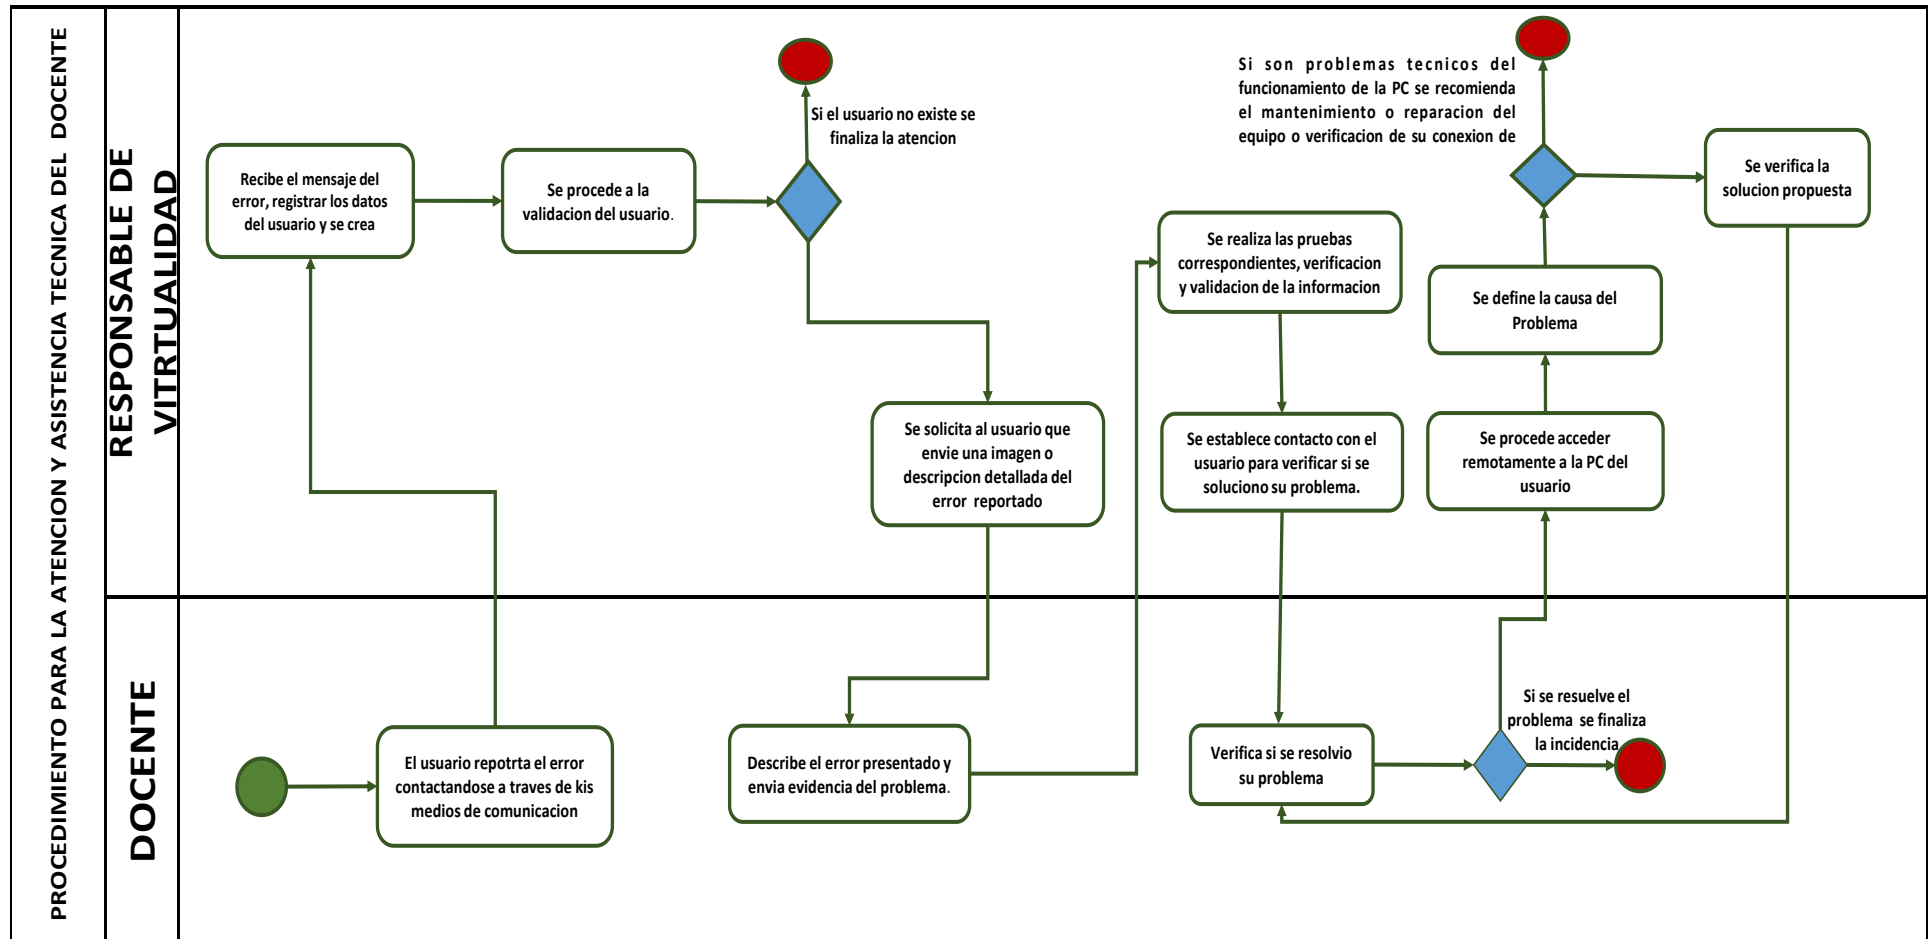 PROCEDIMIENTO PARA LA ATENCION Y ASISTENCIA TECNICA DEL DOCENTE
RESPONSABLE DE
VITRTUALIDAD
Recibe el mensaje del
error, registrar los datos
del usuario y se crea
Se procede a la
validacion del usuario.
Si el usuario no existe se
finaliza la atencion
Se solicita al usuario que
envie una imagen o
descripcion detallada del
error reportado
Se realiza las pruebas
correspondientes, verificacion
y validacion de la informacion
Se establece contacto con el
usuario para verificar si se
soluciono su problema.
Si son problemas tecnicos del
funcionamiento de la PC se recomienda
el mantenimiento o reparacion del
equipo o verificacion de su conexion de
Se define la causa del
Problema
Se procede acceder
remotamente a la PC del
usuario
Se verifica la
solucion propuesta
DOCENTE
El usuario repotrta el error
contactandose a traves de kis
medios de comunicacion
Describe el error presentado y
envia evidencia del problema.
Verifica si se resolvio
su problema
Si se resuelve el
problema se finaliza
la incidencia